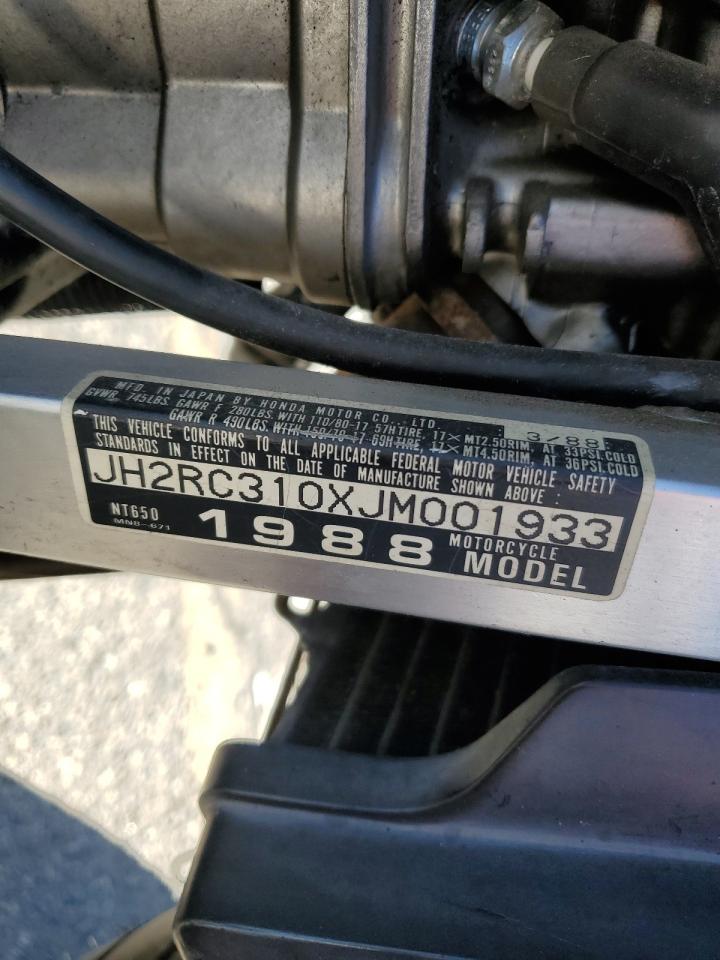 MFD. IN JAPAN BY HONDA MOTOR CO., LTD. 3/88
GVWR. 745LBS. GAWR F 280LBS. WITH 110/80-17 57H TIRE, 17 X MT2.50 RIM, AT 33PSI.COLD
GAWR R 490LBS. WITH 150/70-17 69H TIRE, 17 X MT4.50 RIM, AT 36PSI.COLD
THIS VEHICLE CONFORMS TO ALL APPLICABLE FEDERAL MOTOR VEHICLE SAFETY
STANDARDS IN EFFECT ON THE DATE OF MANUFACTURE SHOWN ABOVE :
JH2RC310XJM001933
NT650
MN8-671
1988
MOTORCYCLE
MODEL